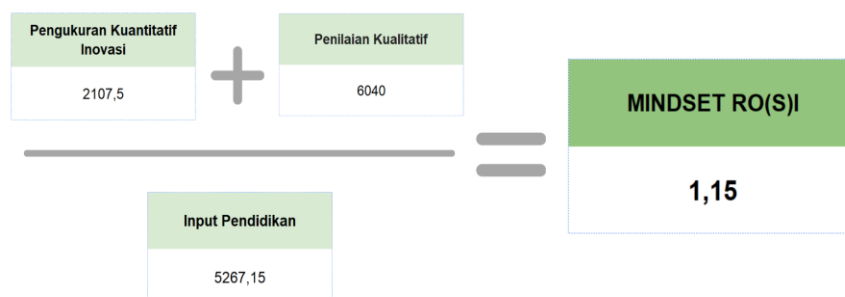 Pengukuran Kuantitatif
Inovasi
2107,5
Penilaian Kualitatif
6040
MINDSET RO(S)I
1,15
Input Pendidikan
5267,15